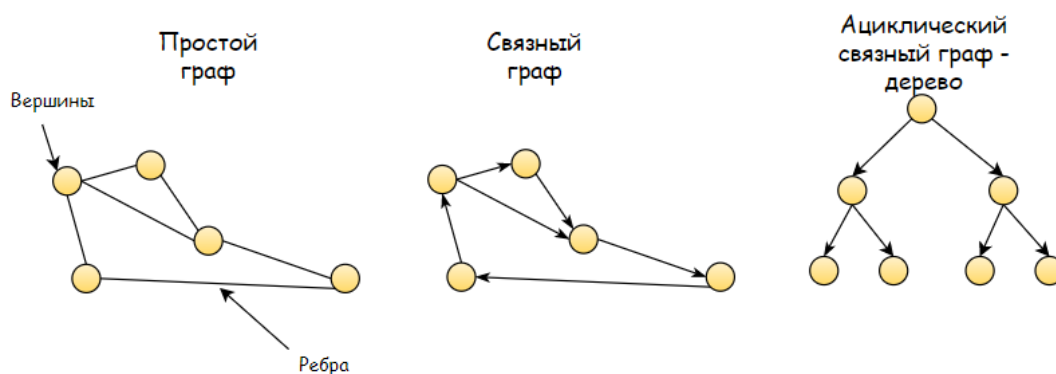 Простой
граф
Связный
граф
Ациклический
связный граф -
дерево
Вершины
Ребра